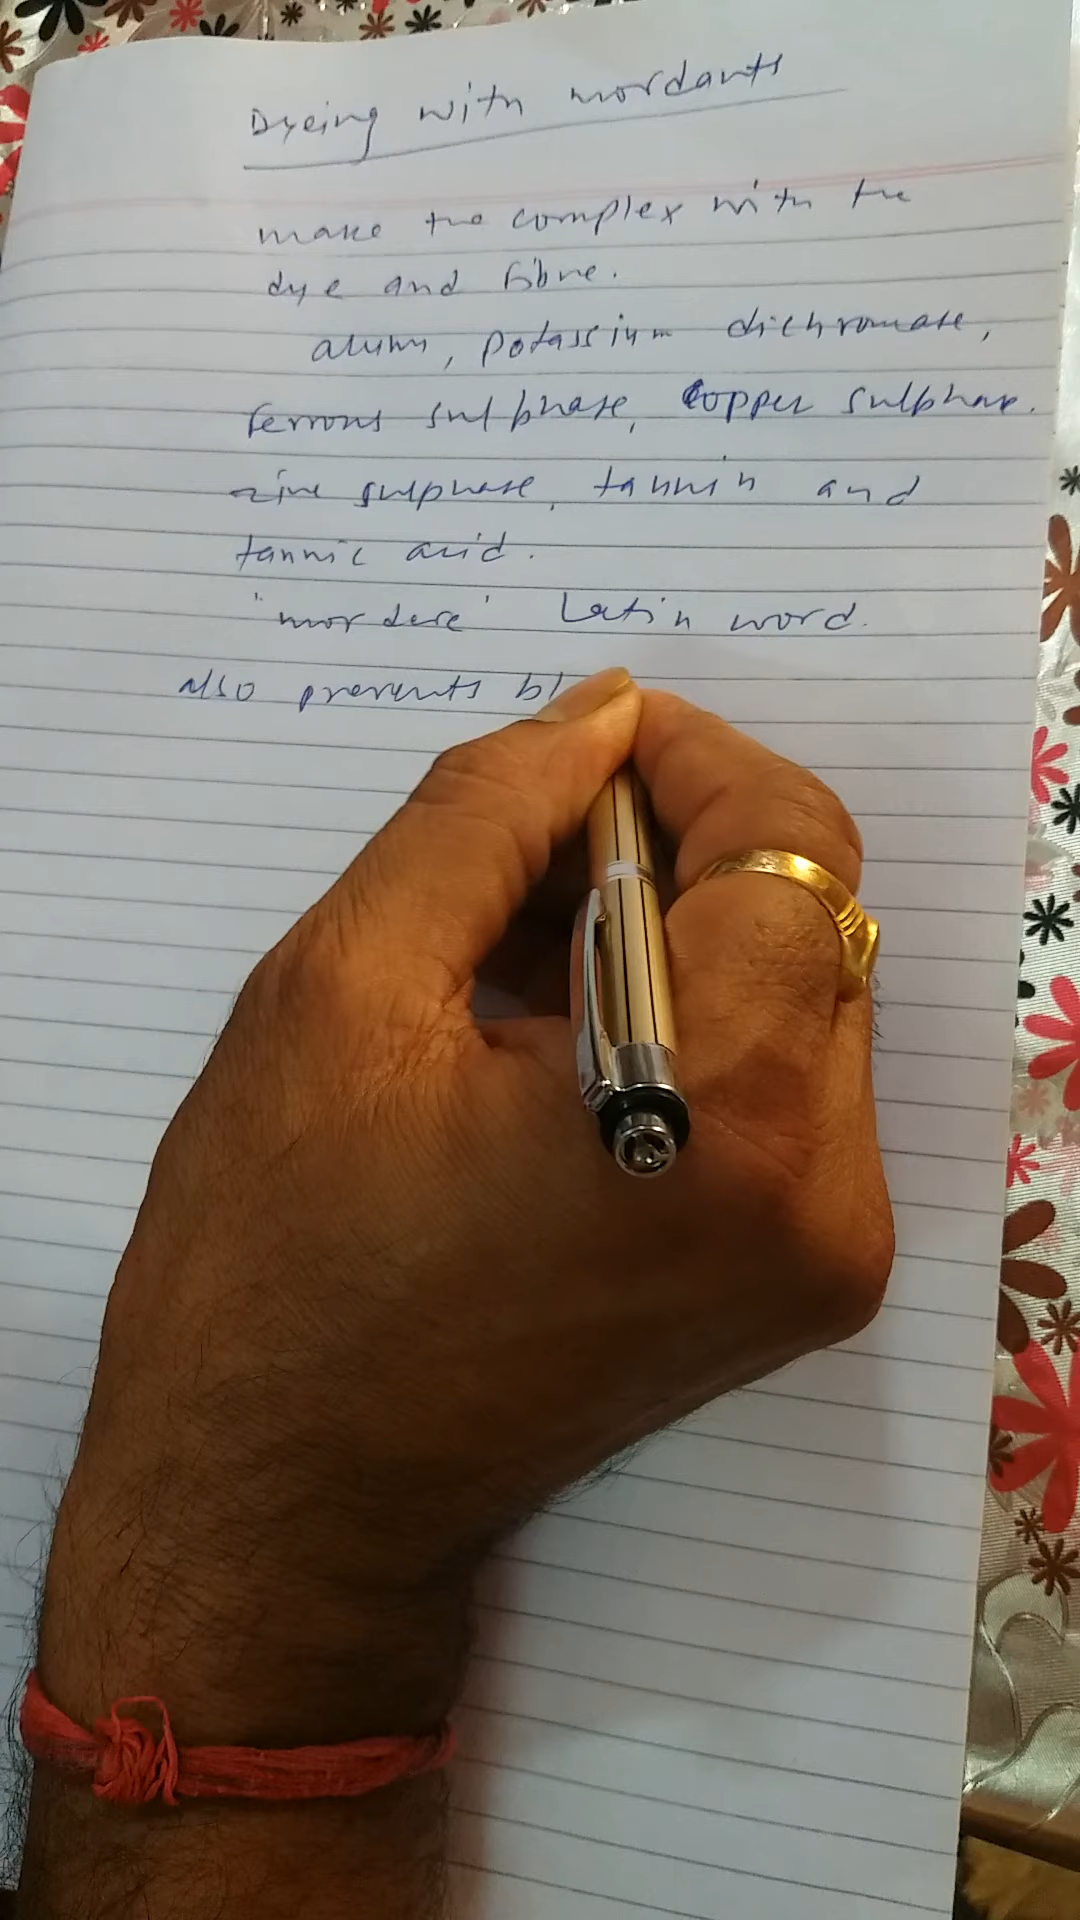 Dyeing with mordants
make the complex with the
dye and fibre.
alum, potassium dichromate,
ferrous sulphate, copper sulphate.
zinc sulphate, tannin and
tannic acid.
"mordere" Latin word.
also prevents bl